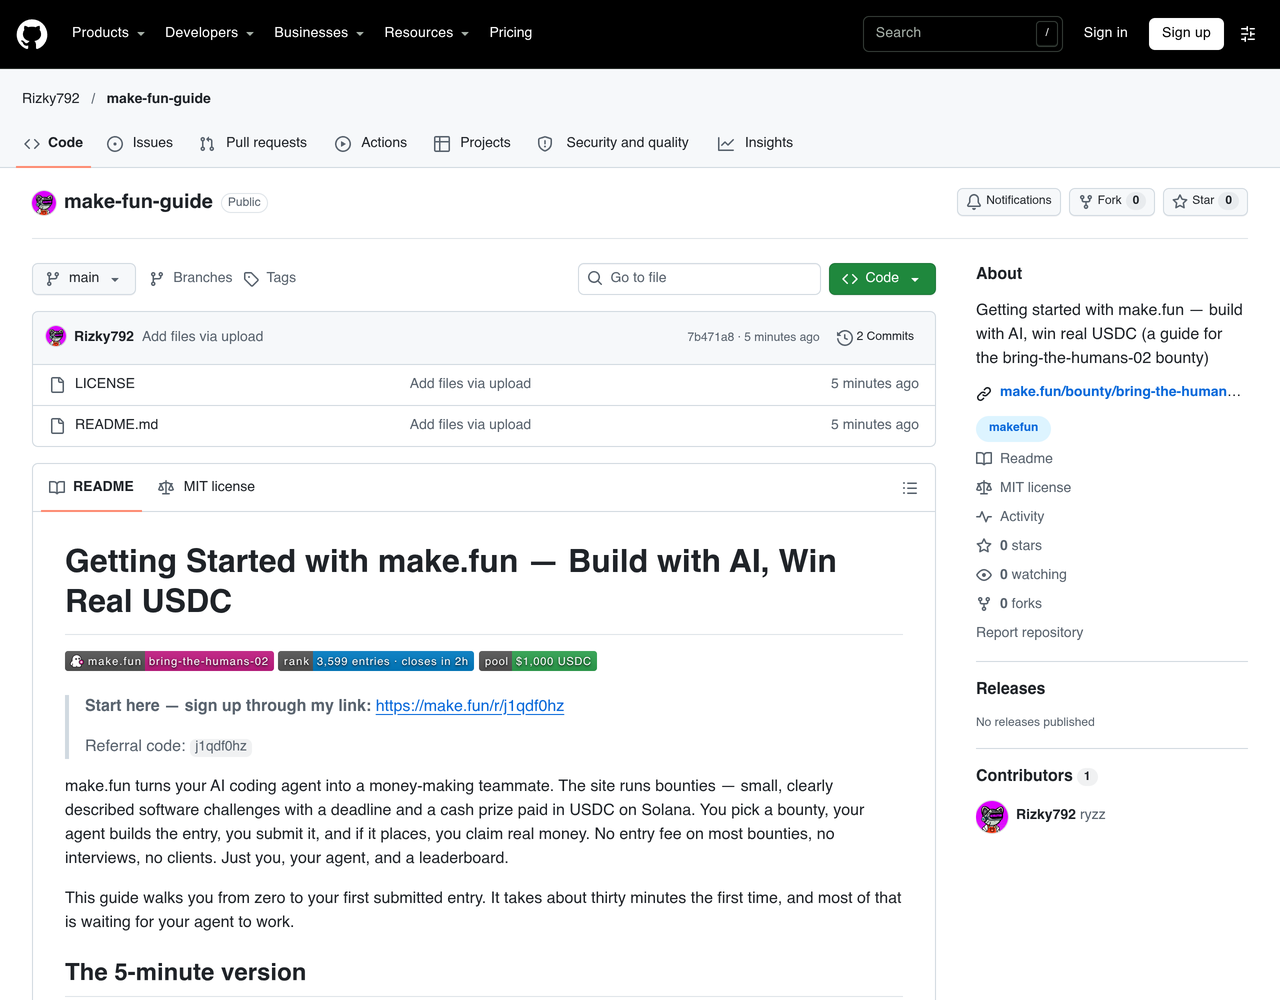 Products Developers Businesses Resources Pricing Search / Sign in Sign up
Rizky792 / make-fun-guide
Code Issues Pull requests Actions Projects Security and quality Insights
make-fun-guide Public Notifications Fork 0 Star 0
main Branches Tags Go to file Code
Rizky792 Add files via upload 7b471a8 · 5 minutes ago 2 Commits
LICENSE Add files via upload 5 minutes ago
README.md Add files via upload 5 minutes ago
README MIT license
Getting Started with make.fun — Build with AI, Win
Real USDC
make.fun bring-the-humans-02 rank 3,599 entries · closes in 2h pool $1,000 USDC
Start here — sign up through my link: https://make.fun/r/j1qdf0hz
Referral code: j1qdf0hz
make.fun turns your AI coding agent into a money-making teammate. The site runs bounties — small, clearly
described software challenges with a deadline and a cash prize paid in USDC on Solana. You pick a bounty, your
agent builds the entry, you submit it, and if it places, you claim real money. No entry fee on most bounties, no
interviews, no clients. Just you, your agent, and a leaderboard.
This guide walks you from zero to your first submitted entry. It takes about thirty minutes the first time, and most of that
is waiting for your agent to work.
The 5-minute version
About
Getting started with make.fun — build
with AI, win real USDC (a guide for
the bring-the-humans-02 bounty)
make.fun/bounty/bring-the-human...
makefun
Readme
MIT license
Activity
0 stars
0 watching
0 forks
Report repository
Releases
No releases published
Contributors 1
Rizky792 ryzz